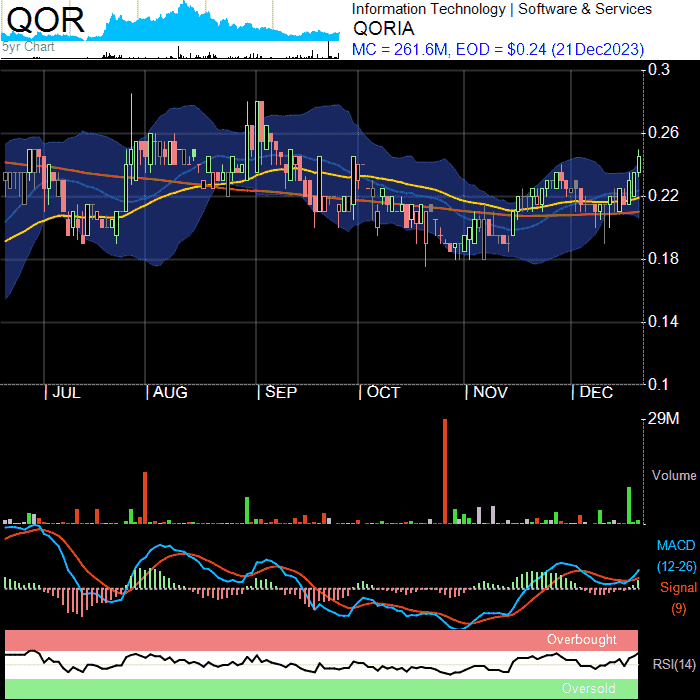 QOR
5yr Chart
Information Technology | Software & Services
QORIA
MC = 261.6M, EOD = $0.24 (21Dec2023)
0.3
0.26
0.22
0.18
0.14
0.1
JUL
AUG
SEP
OCT
NOV
DEC
29M
Volume
MACD
(12-26)
Signal
(9)
Overbought
RSI(14)
Oversold